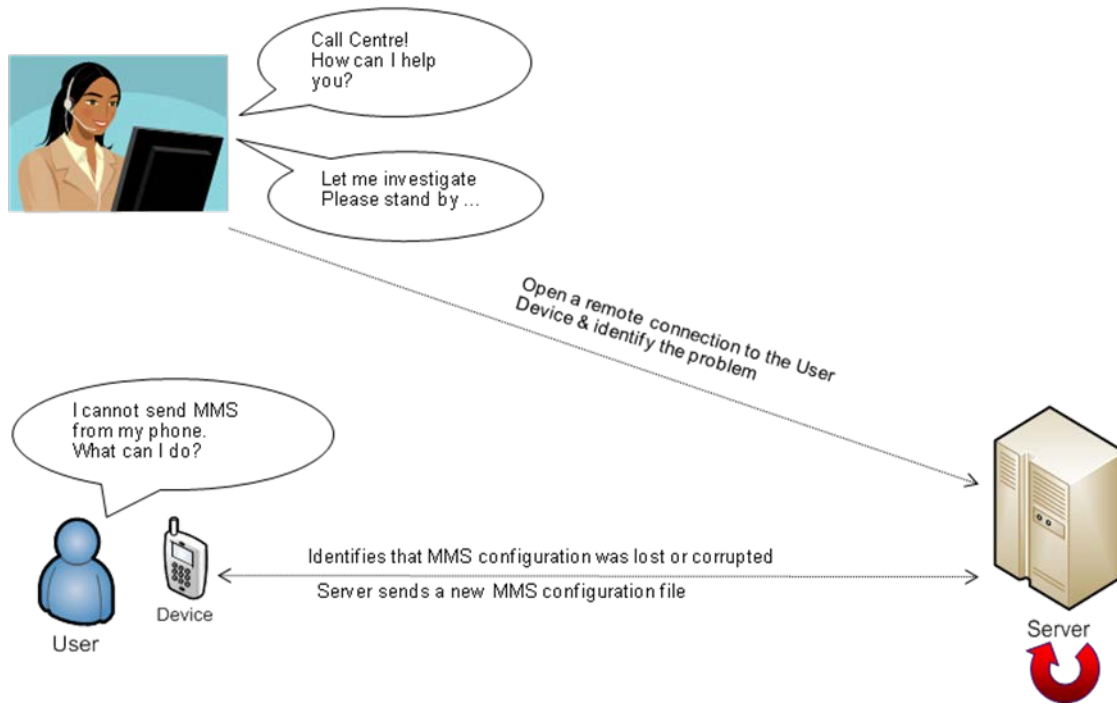 Call Centre!
How can I help
you?
Let me investigate
Please stand by ...
Open a remote connection to the User
Device & identify the problem
I cannot send MMS
from my phone.
What can I do?
Identifies that MMS configuration was lost or corrupted
Server sends a new MMS configuration file
Device
User
Server